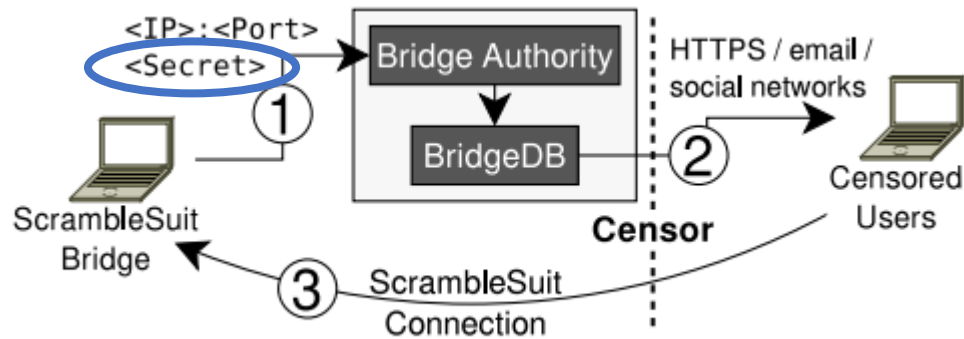 <IP>:<Port>
<Secret>
1
ScrambleSuit
Bridge
Bridge Authority
BridgeDB
HTTPS / email /
social networks
2
Censored
Users
Censor
3
ScrambleSuit
Connection